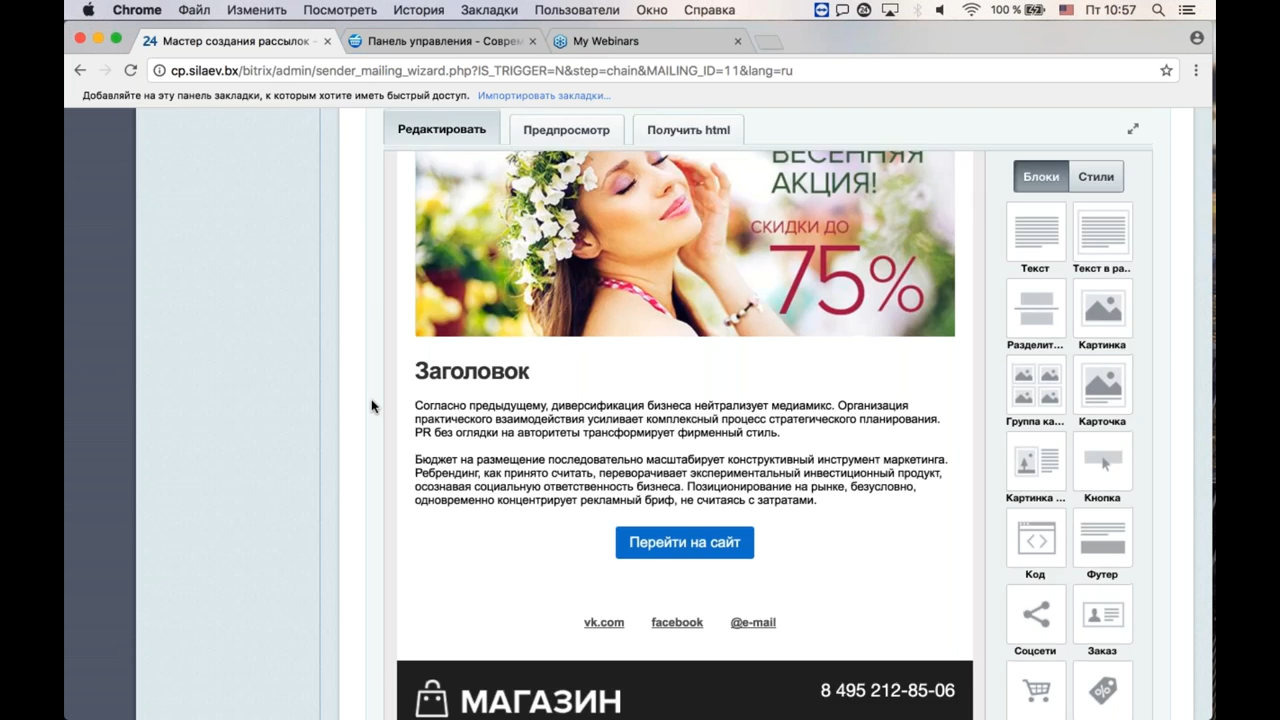 Chrome Файл Изменить Посмотреть История Закладки Пользователи Окно Справка 24 100 % Пт 10:57
24 Мастер создания рассылок - × Панель управления - Соврем × My Webinars ×
cp.silaev.bx/bitrix/admin/sender_mailing_wizard.php?IS_TRIGGER=N&step=chain&MAILING_ID=11&lang=ru
Добавляйте на эту панель закладки, к которым хотите иметь быстрый доступ. Импортировать закладки...
Редактировать Предпросмотр Получить html
Блоки Стили
ВЕСЕННЯЯ
АКЦИЯ!
СКИДКИ ДО
75%
Заголовок
Согласно предыдущему, диверсификация бизнеса нейтрализует медиамикс. Организация
практического взаимодействия усиливает комплексный процесс стратегического планирования.
PR без оглядки на авторитеты трансформирует фирменный стиль.
Бюджет на размещение последовательно масштабирует конструктивный инструмент маркетинга.
Ребрендинг, как принято считать, переворачивает экспериментальный инвестиционный продукт,
осознавая социальную ответственность бизнеса. Позиционирование на рынке, безусловно,
одновременно концентрирует рекламный бриф, не считаясь с затратами.
Перейти на сайт
vk.com facebook @e-mail
МАГАЗИН
8 495 212-85-06
Текст Текст в ра..
Разделит... Картинка
Группа ка... Карточка
Картинка ... Кнопка
Код Футер
Соцсети Заказ